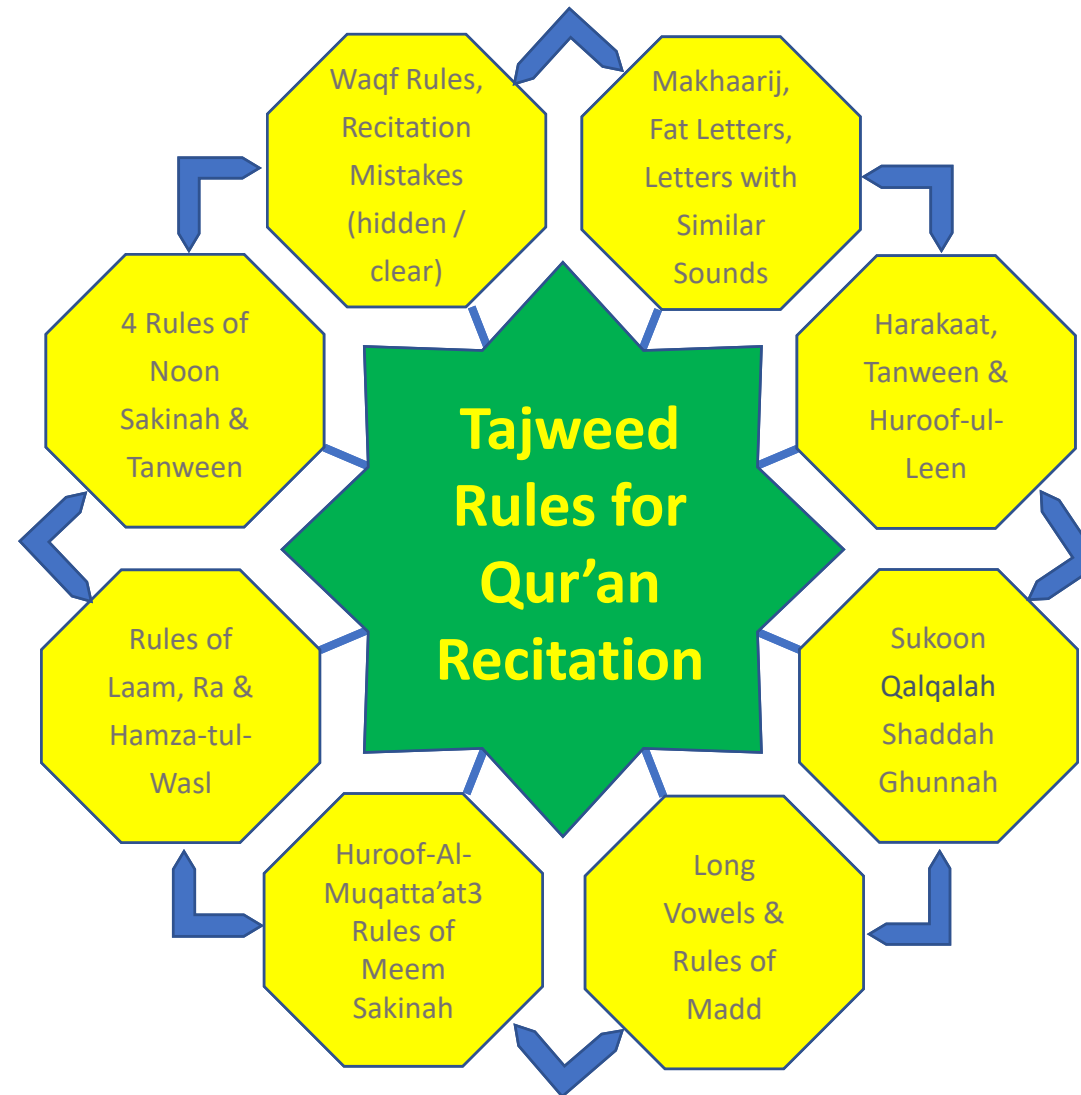 Waqf Rules,
Recitation
Mistakes
(hidden /
clear)
Makhaarij,
Fat Letters,
Letters with
Similar
Sounds
Harakaat,
Tanween &
Huroof-ul-
Leen
Sukoon
Qalqalah
Shaddah
Ghunnah
Long
Vowels &
Rules of
Madd
Huroof-Al-
Muqatta’at3
Rules of
Meem
Sakinah
Rules of
Laam, Ra &
Hamza-tul-
Wasl
4 Rules of
Noon
Sakinah &
Tanween
Tajweed
Rules for
Qur’an
Recitation